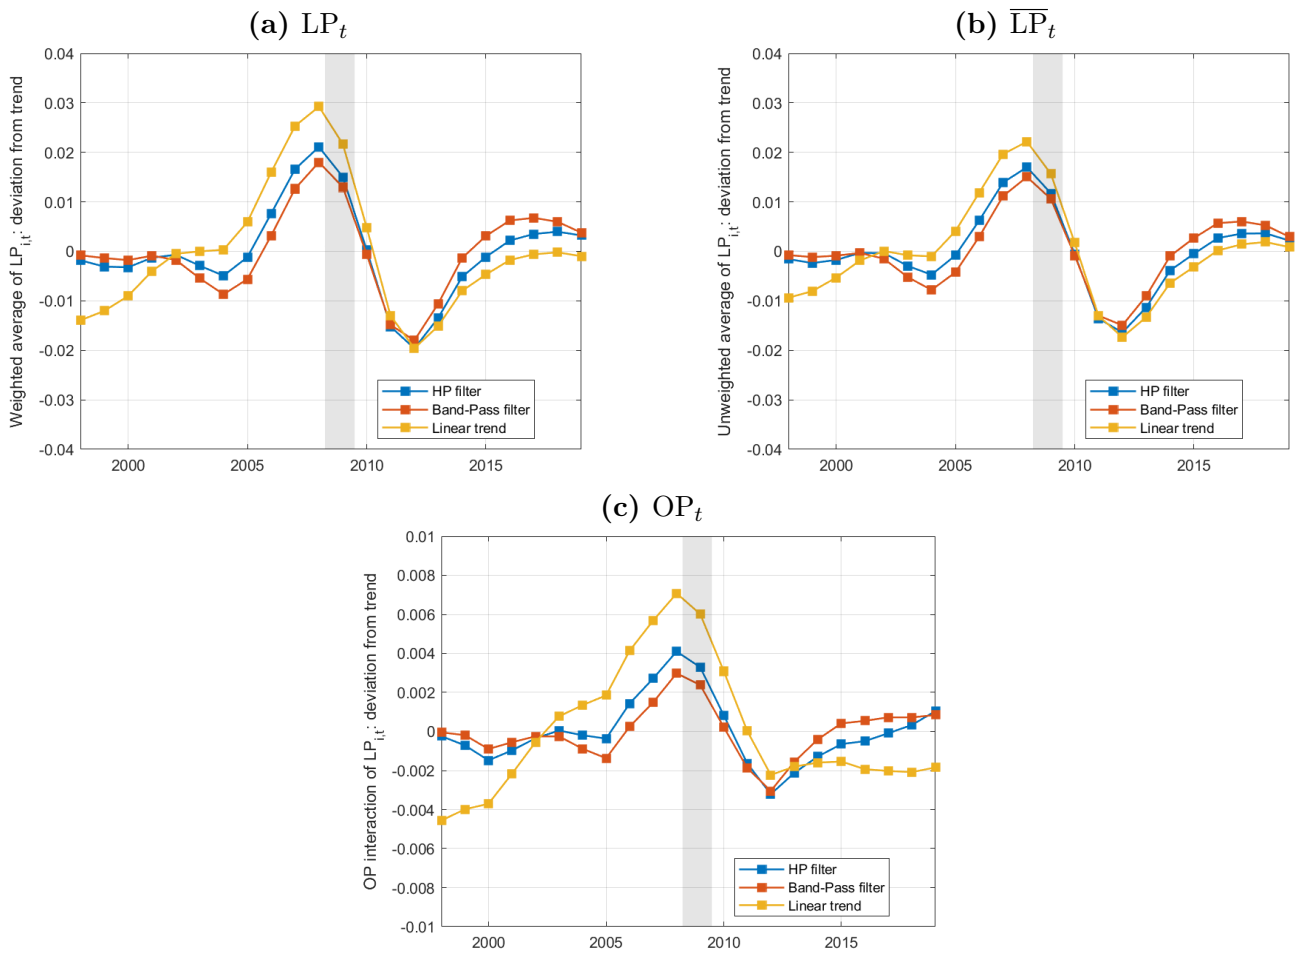 (a) LP_t
Weighted average of LP_{i,t}: deviation from trend
0.04
0.03
0.02
0.01
0
-0.01
-0.02
-0.03
-0.04
2000 2005 2010 2015
HP filter
Band-Pass filter
Linear trend
(b) \overline{LP}_t
Unweighted average of LP_{i,t}: deviation from trend
0.04
0.03
0.02
0.01
0
-0.01
-0.02
-0.03
-0.04
2000 2005 2010 2015
HP filter
Band-Pass filter
Linear trend
(c) OP_t
OP interaction of LP_{i,t}: deviation from trend
0.01
0.008
0.006
0.004
0.002
0
-0.002
-0.004
-0.006
-0.008
-0.01
2000 2005 2010 2015
HP filter
Band-Pass filter
Linear trend